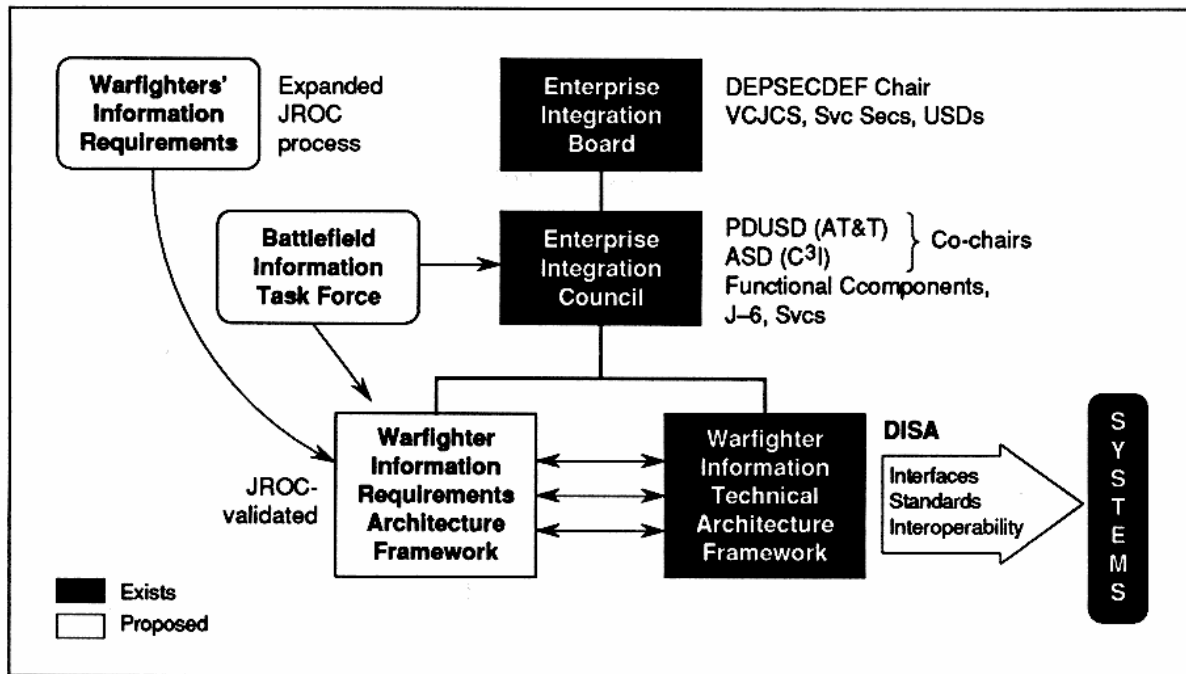 Warfighters'
Information
Requirements
Expanded
JROC
process
Enterprise
Integration
Board
DEPSECDEF Chair
VCJCS, Svc Secs, USDs
Battlefield
Information
Task Force
Enterprise
Integration
Council
PDUSD (AT&T)
ASD (C³I)
Co-chairs
Functional Ccomponents,
J–6, Svcs
JROC-
validated
Warfighter
Information
Requirements
Architecture
Framework
Warfighter
Information
Technical
Architecture
Framework
DISA
Interfaces
Standards
Interoperability
SYSTEMS
Exists
Proposed